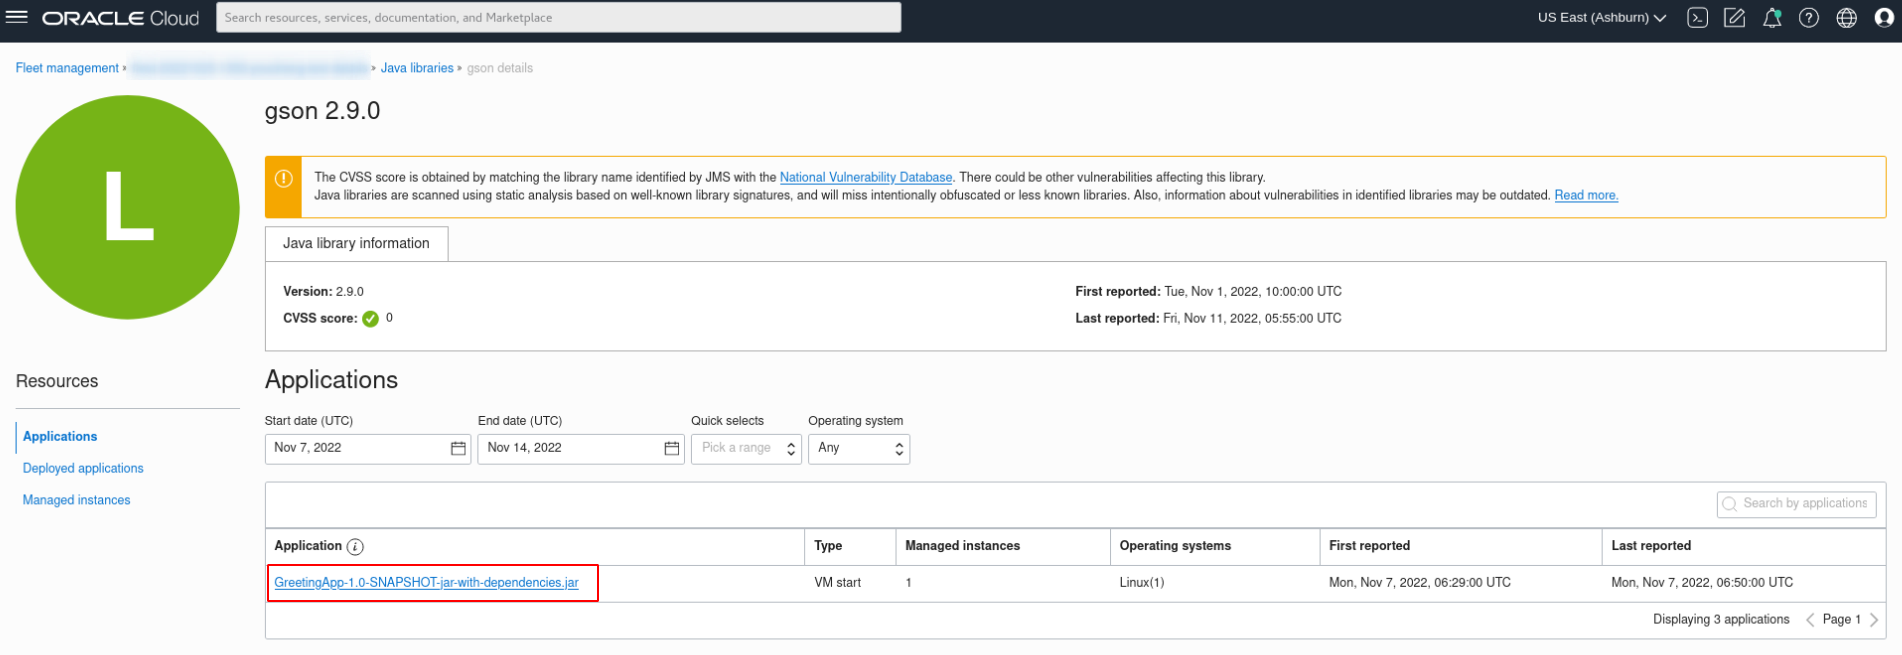 ORACLE Cloud
Search resources, services, documentation, and Marketplace
US East (Ashburn)
Fleet management » » Java libraries » gson details
L
gson 2.9.0
The CVSS score is obtained by matching the library name identified by JMS with the National Vulnerability Database. There could be other vulnerabilities affecting this library.
Java libraries are scanned using static analysis based on well-known library signatures, and will miss intentionally obfuscated or less known libraries. Also, information about vulnerabilities in identified libraries may be outdated. Read more.
Java library information
Version: 2.9.0
CVSS score: 0
First reported: Tue, Nov 1, 2022, 10:00:00 UTC
Last reported: Fri, Nov 11, 2022, 05:55:00 UTC
Resources
Applications
Deployed applications
Managed instances
Applications
Start date (UTC) End date (UTC) Quick selects Operating system
Nov 7, 2022 Nov 14, 2022 Pick a range Any
Search by applications
Application Type Managed instances Operating systems First reported Last reported
GreetingApp-1.0-SNAPSHOT-jar-with-dependencies.jar VM start 1 Linux(1) Mon, Nov 7, 2022, 06:29:00 UTC Mon, Nov 7, 2022, 06:50:00 UTC
Displaying 3 applications Page 1